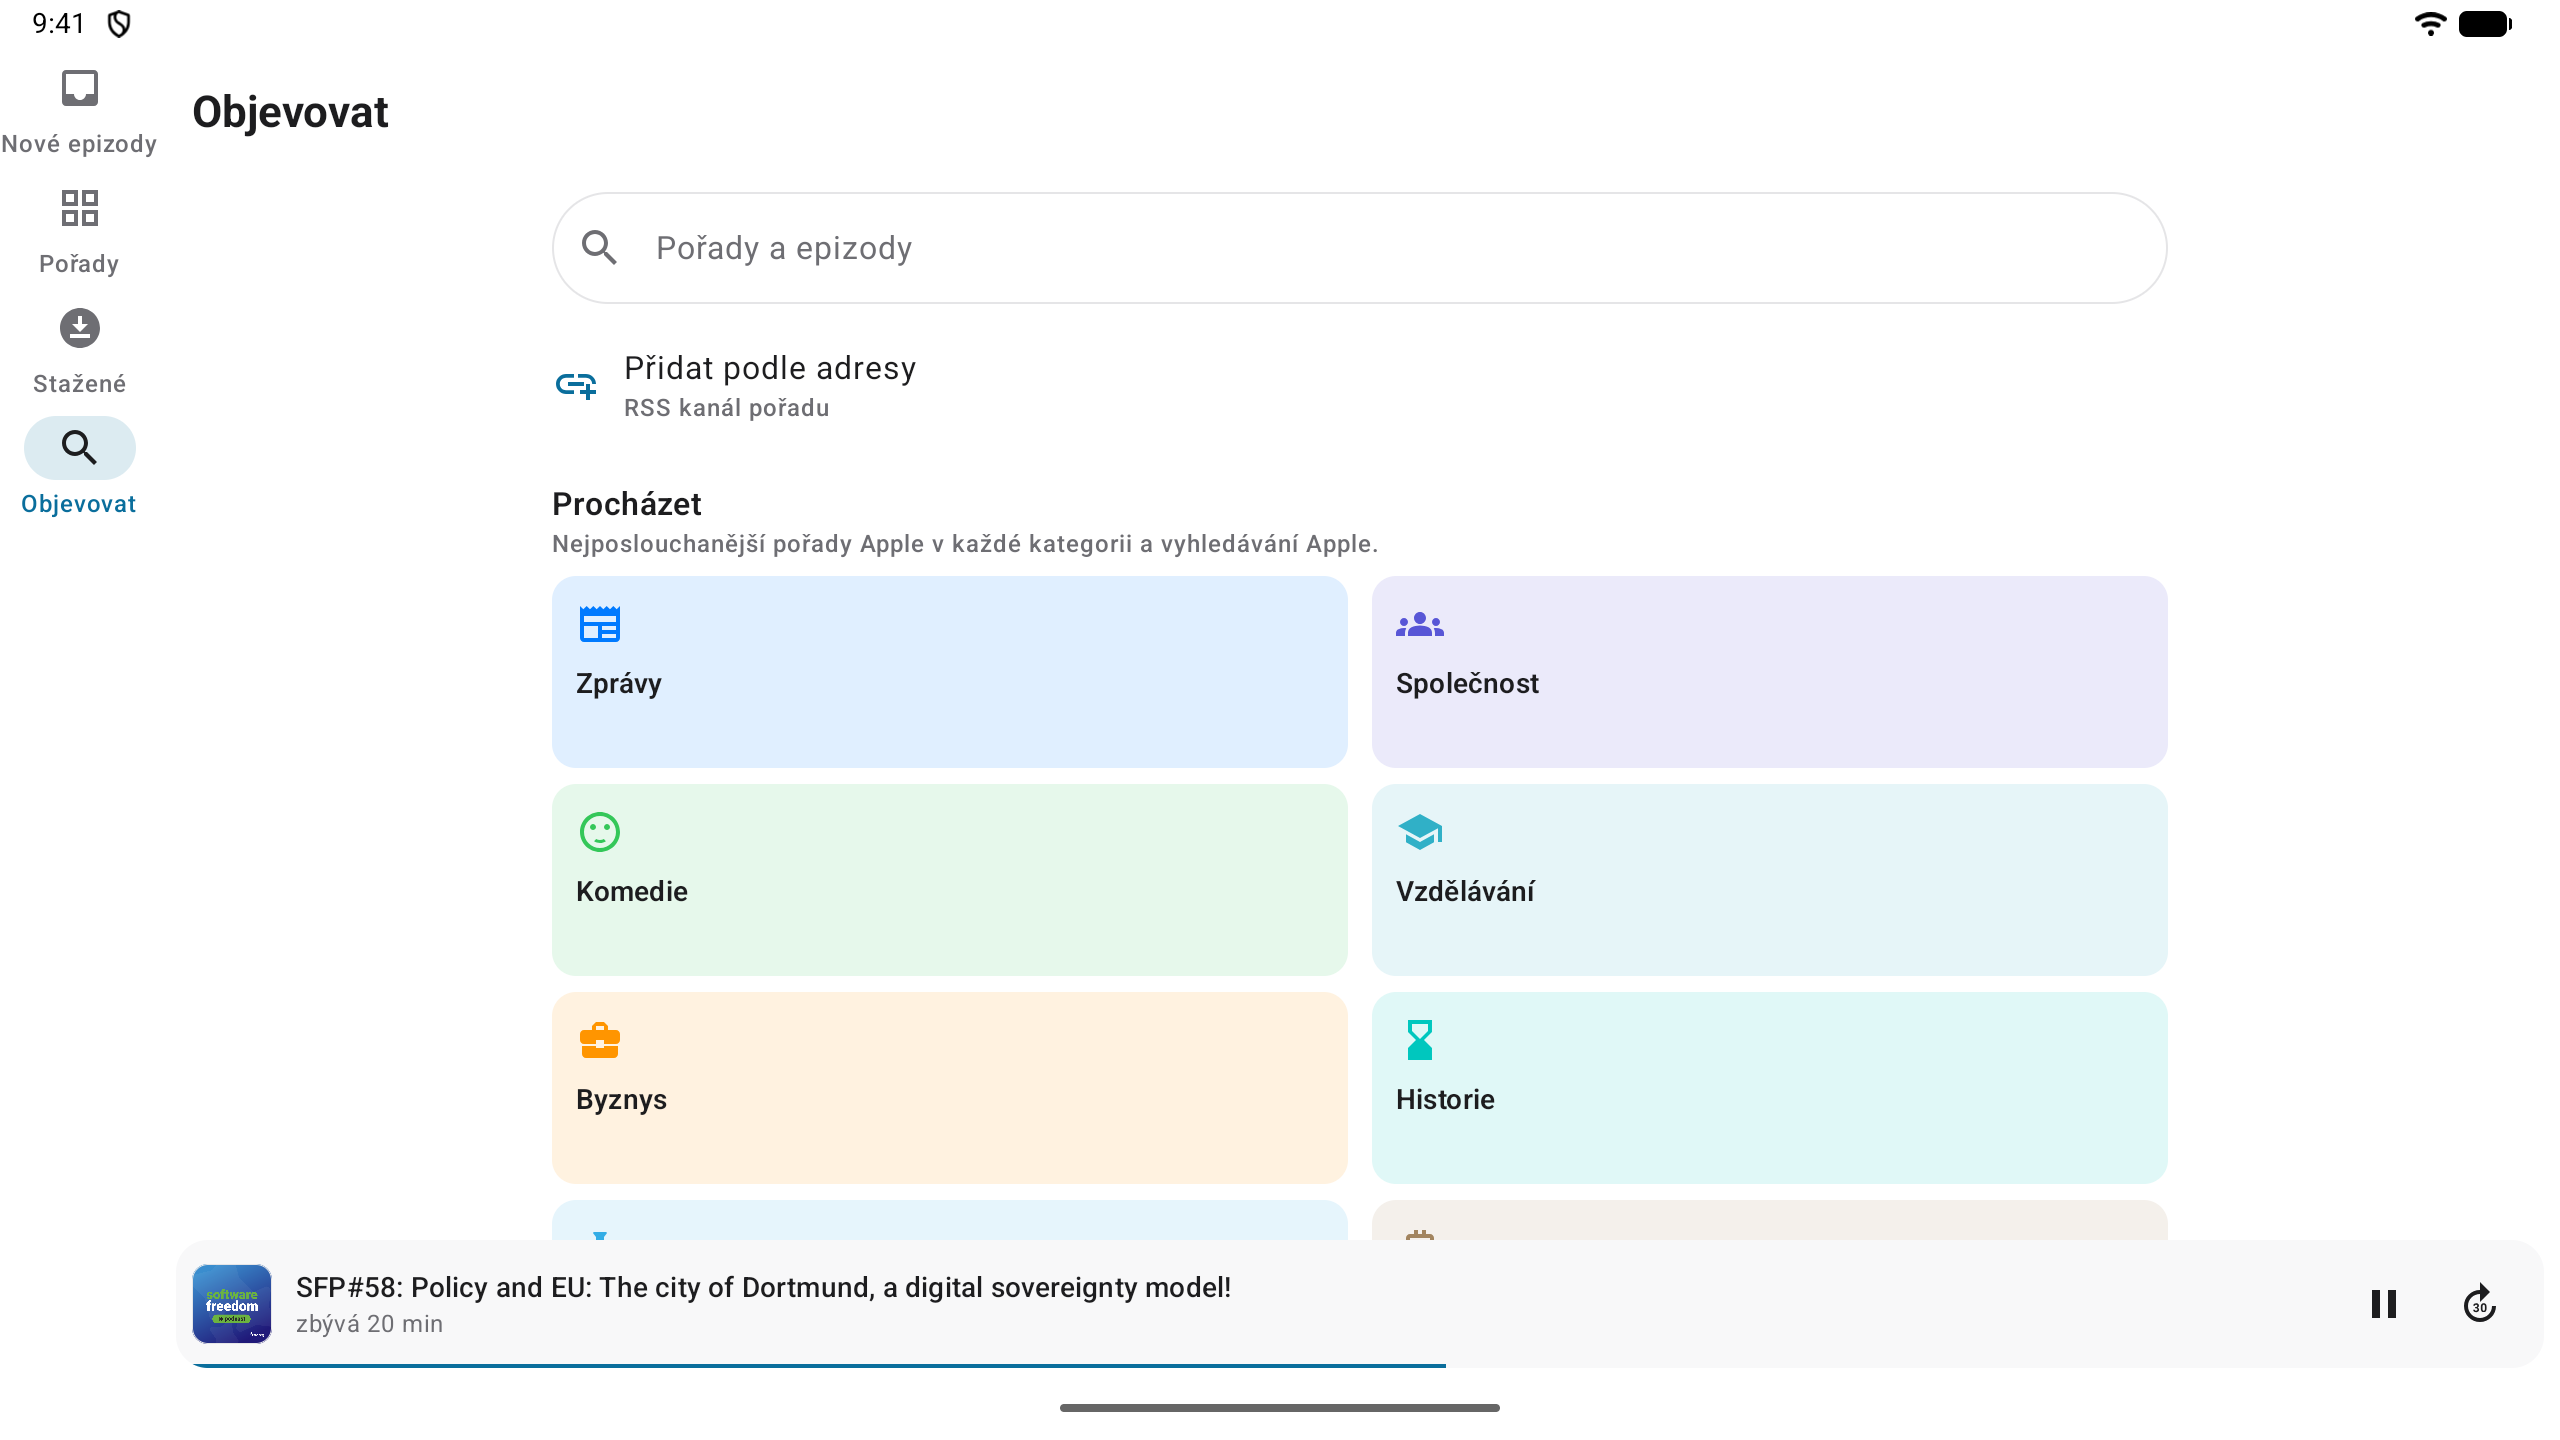 9:41
Nové epizody
Pořady
Stažené
Objevovat
Objevovat
Pořady a epizody
Přidat podle adresy
RSS kanál pořadu
Procházet
Nejposlouchanější pořady Apple v každé kategorii a vyhledávání Apple.
Zprávy
Společnost
Komedie
Vzdělávání
Byznys
Historie
software
freedom
podcast
SFP#58: Policy and EU: The city of Dortmund, a digital sovereignty model!
zbývá 20 min
30